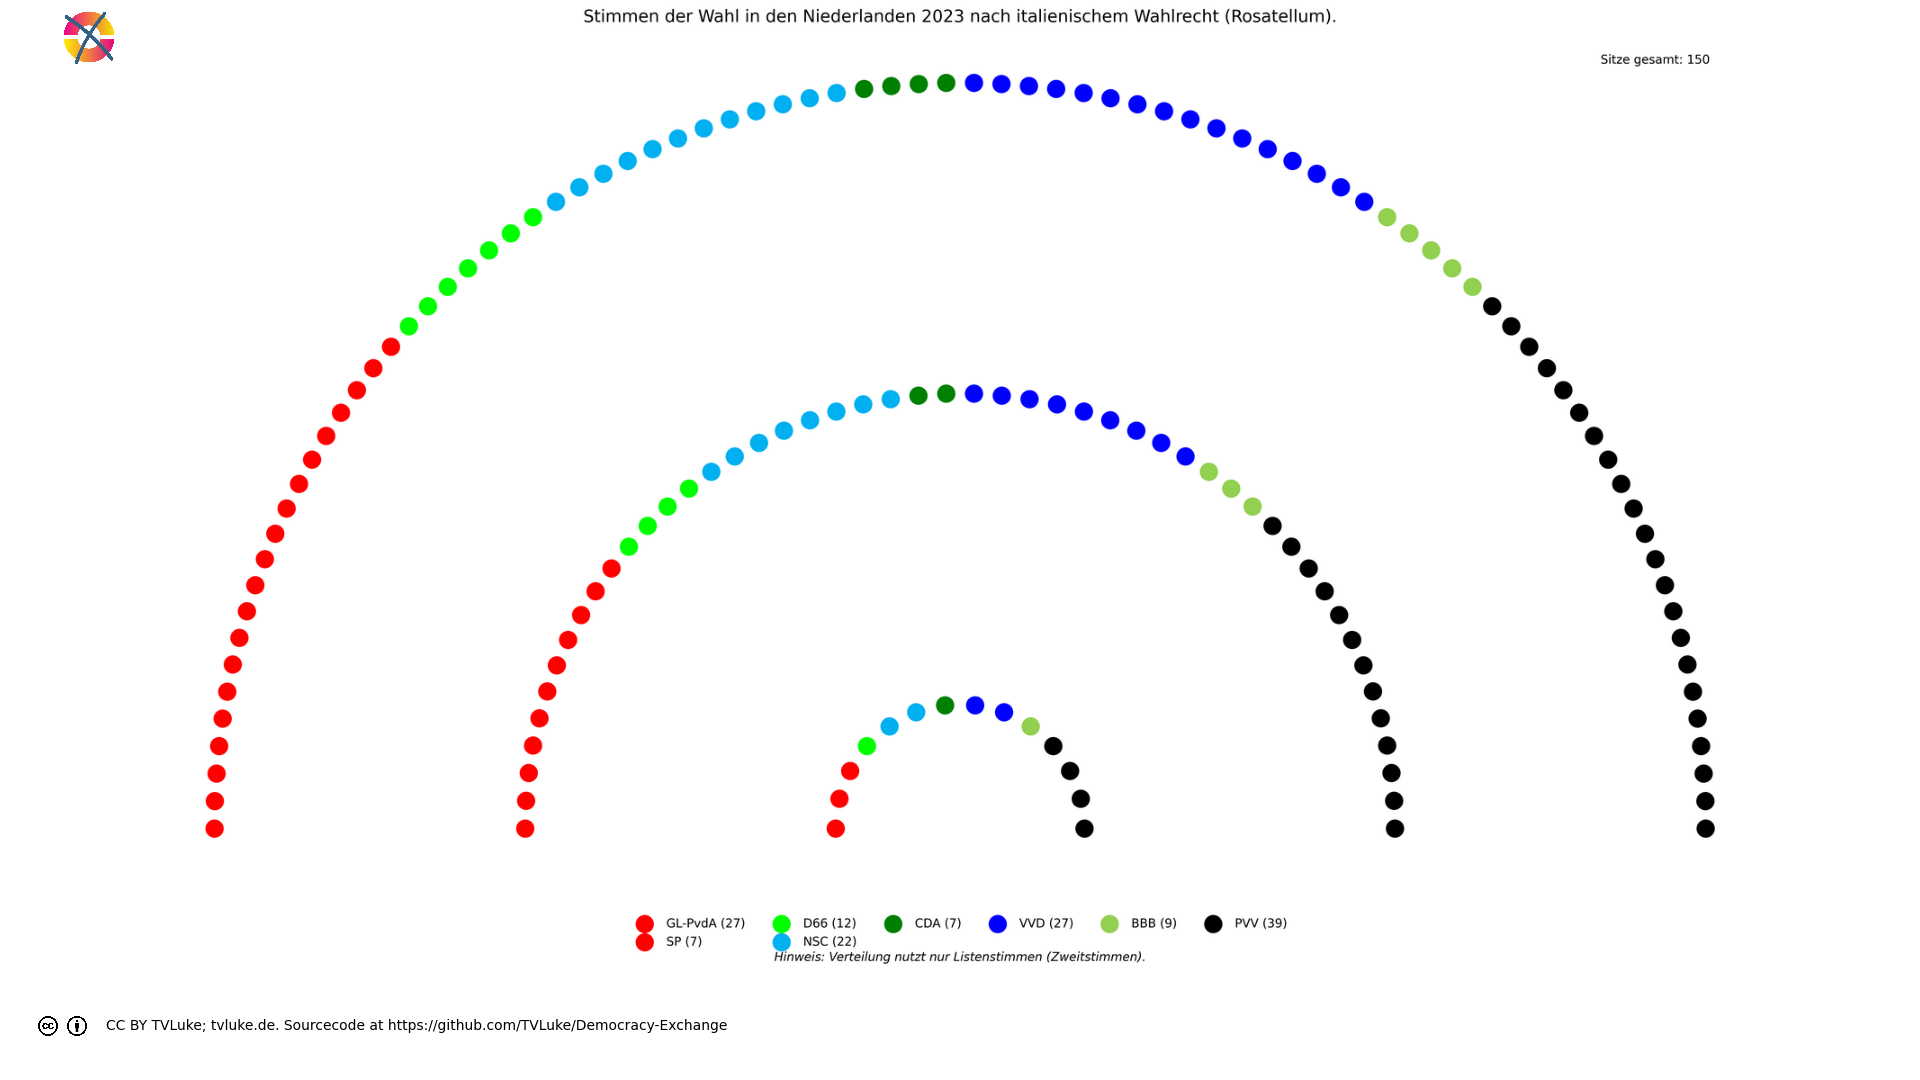 Stimmen der Wahl in den Niederlanden 2023 nach italienischem Wahlrecht (Rosatellum).
Sitze gesamt: 150
GL-PvdA (27) D66 (12) CDA (7) VVD (27) BBB (9) PVV (39)
SP (7) NSC (22)
Hinweis: Verteilung nutzt nur Listenstimmen (Zweitstimmen).
cc CC BY TVLuke; tvluke.de. Sourcecode at https://github.com/TVLuke/Democracy-Exchange